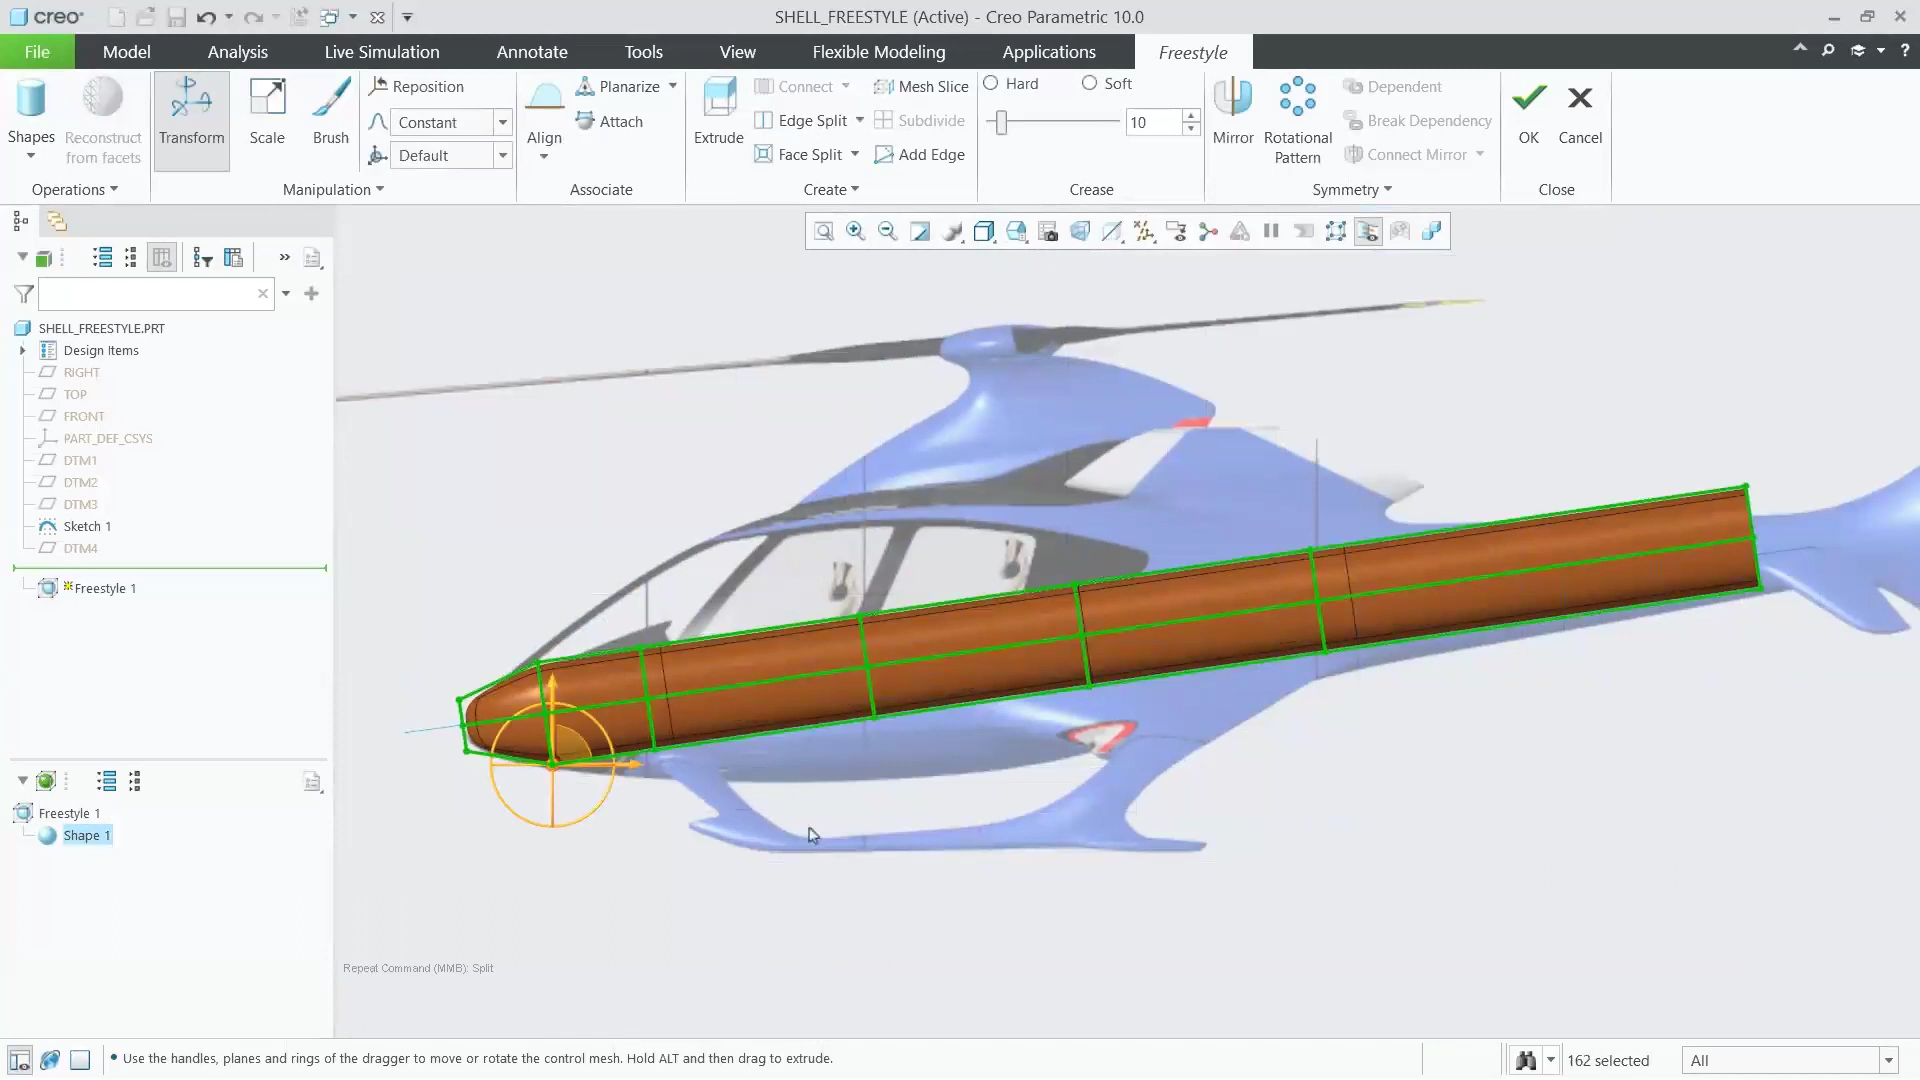 creo
SHELL_FREESTYLE (Active) - Creo Parametric 10.0
File
Model
Analysis
Live Simulation
Annotate
Tools
View
Flexible Modeling
Applications
Freestyle
Shapes
Reconstruct
from facets
Operations
Transform
Scale
Brush
Reposition
Constant
Default
Manipulation
Align
Planarize
Attach
Associate
Extrude
Connect
Mesh Slice
Edge Split
Subdivide
Face Split
Add Edge
Create
Hard
Soft
10
Crease
Mirror
Rotational
Pattern
Dependent
Break Dependency
Connect Mirror
Symmetry
OK
Cancel
Close
SHELL_FREESTYLE.PRT
Design Items
RIGHT
TOP
FRONT
PART_DEF_CSYS
DTM1
DTM2
DTM3
Sketch 1
DTM4
Freestyle 1
Freestyle 1
Shape 1
Repeat Command (MMB): Split
Use the handles, planes and rings of the dragger to move or rotate the control mesh. Hold ALT and then drag to extrude.
162 selected
All